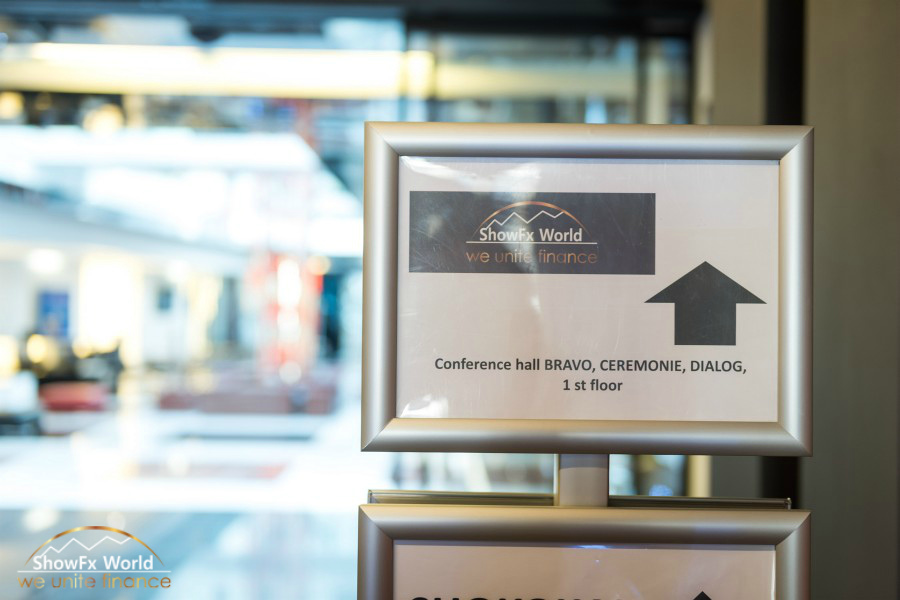 ShowFx World
we unite finance
Conference hall BRAVO, CEREMONIE, DIALOG,
1 st floor
ShowFx World
we unite finance